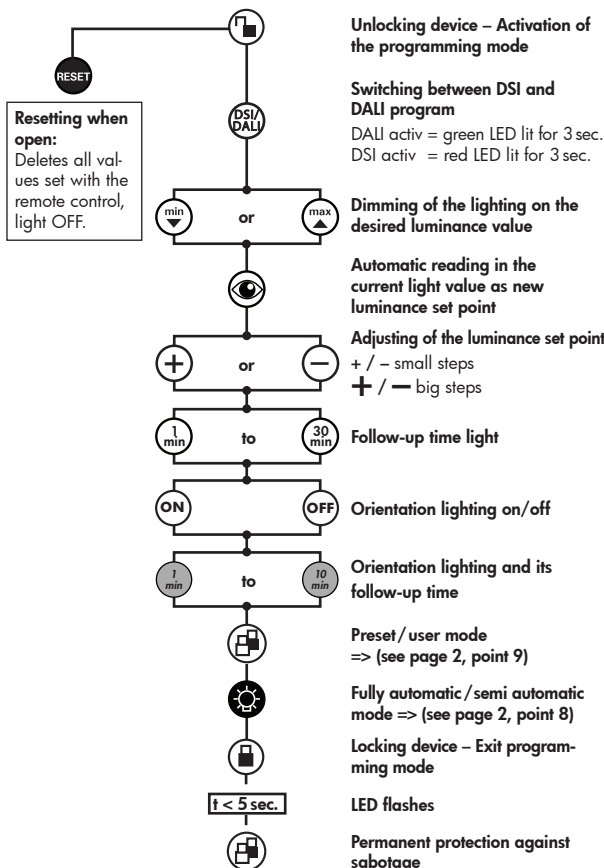 Unlocking device – Activation of
the programming mode
RESET
Resetting when
open:
Deletes all val-
ues set with the
remote control,
light OFF.
DSI/
DALI
Switching between DSI and
DALI program
DALI activ = green LED lit for 3 sec.
DSI activ = red LED lit for 3 sec.
min
or
max
Dimming of the lighting on the
desired luminance value
Automatic reading in the
current light value as new
luminance set point
+
or
–
Adjusting of the luminance set point
+ / – small steps
+ / – big steps
1
min
to
30
min
Follow-up time light
ON
OFF
Orientation lighting on/off
1
min
to
10
min
Orientation lighting and its
follow-up time
Preset/user mode
=> (see page 2, point 9)
Fully automatic/semi automatic
mode => (see page 2, point 8)
Locking device – Exit program-
ming mode
t < 5 sec.
LED flashes
Permanent protection against
sabotage